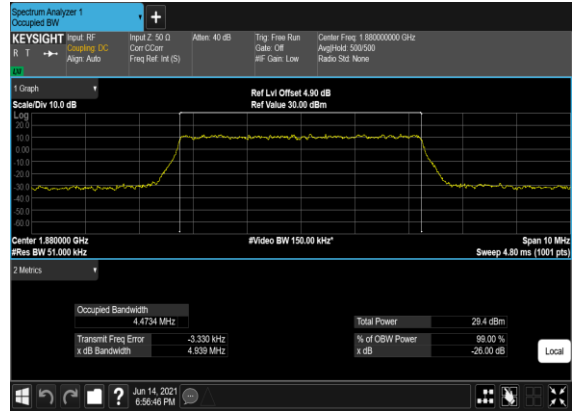 Spectrum Analyzer 1
Occupied BW
+
KEYSIGHT Input: RF Input Z: 50 Ω Atten: 40 dB Trig: Free Run Center Freq: 1.880000000 GHz
R T Coupling: DC Corr CCorr Gate: Off Avg|Hold: 500/500
Align: Auto Freq Ref: Int (S) #IF Gain: Low Radio Std: None
1 Graph
Ref Lvl Offset 4.90 dB
Scale/Div 10.0 dB Ref Value 30.00 dBm
Log
20.0
10.0
0.00
-10.0
-20.0
-30.0
-40.0
-50.0
-60.0
Center 1.880000 GHz #Video BW 150.00 kHz* Span 10 MHz
#Res BW 51.000 kHz Sweep 4.80 ms (1001 pts)
2 Metrics
Occupied Bandwidth
4.4734 MHz Total Power 29.4 dBm
Transmit Freq Error -3.330 kHz % of OBW Power 99.00 %
x dB Bandwidth 4.939 MHz x dB -26.00 dB
Local
? Jun 14, 2021
6:56:46 PM